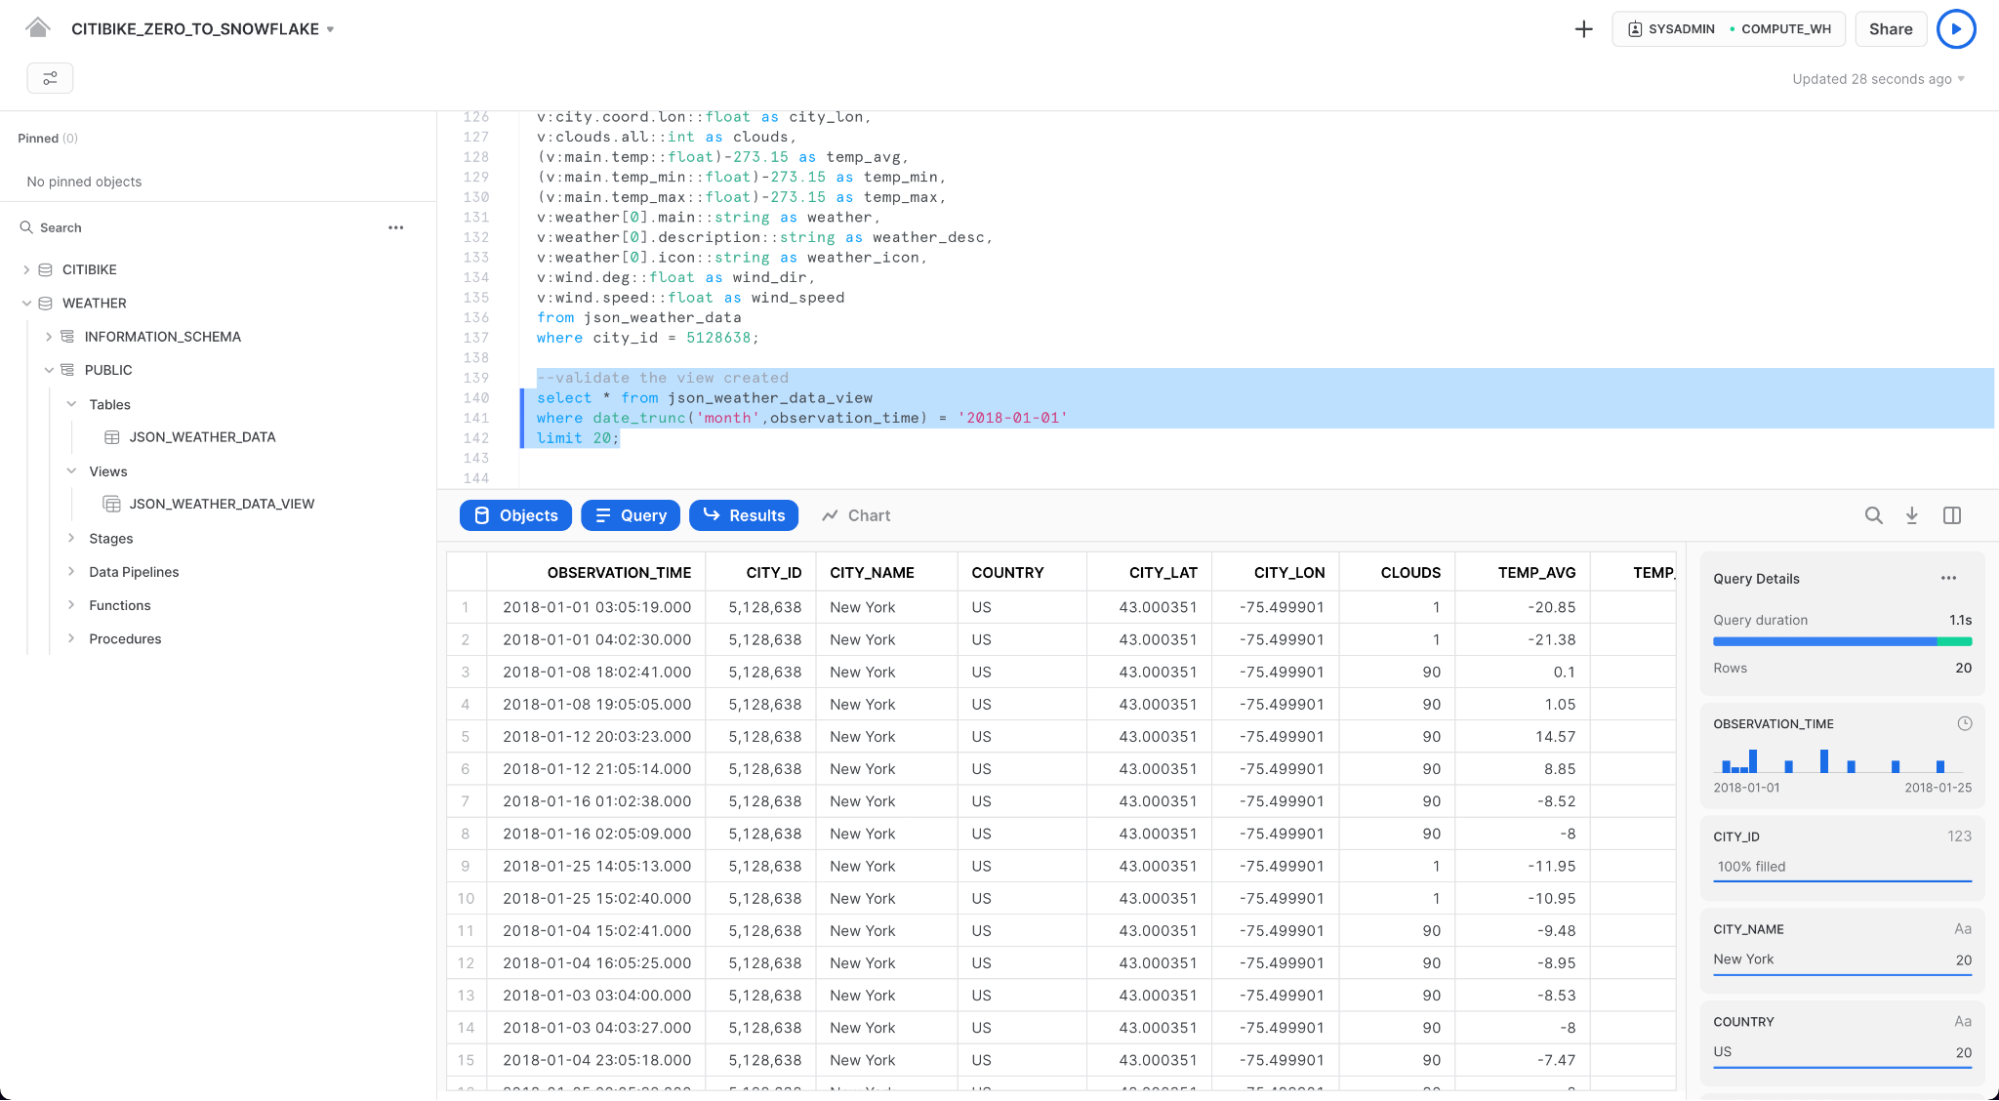 CITIBIKE_ZERO_TO_SNOWFLAKE
SYSADMIN • COMPUTE_WH
Share
Updated 28 seconds ago
Pinned (0)
No pinned objects
Search
CITIBIKE
WEATHER
INFORMATION_SCHEMA
PUBLIC
Tables
JSON_WEATHER_DATA
Views
JSON_WEATHER_DATA_VIEW
Stages
Data Pipelines
Functions
Procedures
126 v:city.coord.lon::float as city_lon,
127 v:clouds.all::int as clouds,
128 (v:main.temp::float)-273.15 as temp_avg,
129 (v:main.temp_min::float)-273.15 as temp_min,
130 (v:main.temp_max::float)-273.15 as temp_max,
131 v:weather[0].main::string as weather,
132 v:weather[0].description::string as weather_desc,
133 v:weather[0].icon::string as weather_icon,
134 v:wind.deg::float as wind_dir,
135 v:wind.speed::float as wind_speed
136 from json_weather_data
137 where city_id = 5128638;
138
139 --validate the view created
140 select * from json_weather_data_view
141 where date_trunc('month',observation_time) = '2018-01-01'
142 limit 20;
143
144
Objects Query Results Chart
OBSERVATION_TIME CITY_ID CITY_NAME COUNTRY CITY_LAT CITY_LON CLOUDS TEMP_AVG TEMP_
1 2018-01-01 03:05:19.000 5,128,638 New York US 43.000351 -75.499901 1 -20.85
2 2018-01-01 04:02:30.000 5,128,638 New York US 43.000351 -75.499901 1 -21.38
3 2018-01-08 18:02:41.000 5,128,638 New York US 43.000351 -75.499901 90 0.1
4 2018-01-08 19:05:05.000 5,128,638 New York US 43.000351 -75.499901 90 1.05
5 2018-01-12 20:03:23.000 5,128,638 New York US 43.000351 -75.499901 90 14.57
6 2018-01-12 21:05:14.000 5,128,638 New York US 43.000351 -75.499901 90 8.85
7 2018-01-16 01:02:38.000 5,128,638 New York US 43.000351 -75.499901 90 -8.52
8 2018-01-16 02:05:09.000 5,128,638 New York US 43.000351 -75.499901 90 -8
9 2018-01-25 14:05:13.000 5,128,638 New York US 43.000351 -75.499901 1 -11.95
10 2018-01-25 15:02:40.000 5,128,638 New York US 43.000351 -75.499901 1 -10.95
11 2018-01-04 15:02:41.000 5,128,638 New York US 43.000351 -75.499901 90 -9.48
12 2018-01-04 16:05:25.000 5,128,638 New York US 43.000351 -75.499901 90 -8.95
13 2018-01-03 03:04:00.000 5,128,638 New York US 43.000351 -75.499901 90 -8.53
14 2018-01-03 04:03:27.000 5,128,638 New York US 43.000351 -75.499901 90 -8
15 2018-01-04 23:05:18.000 5,128,638 New York US 43.000351 -75.499901 90 -7.47
Query Details
Query duration 1.1s
Rows 20
OBSERVATION_TIME
2018-01-01 2018-01-25
CITY_ID 123
100% filled
CITY_NAME Aa
New York 20
COUNTRY Aa
US 20